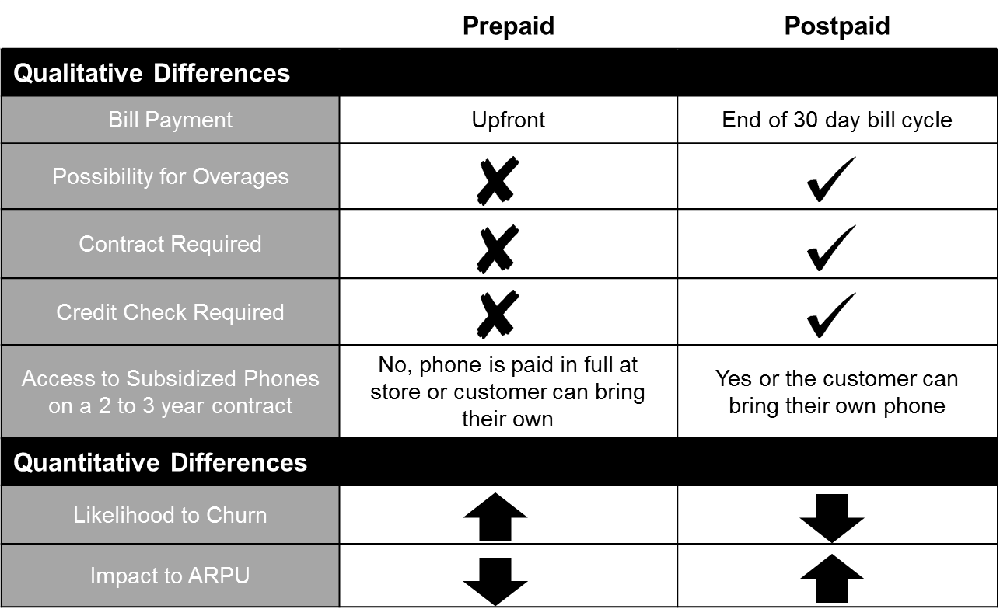 Prepaid Postpaid
Qualitative Differences
Bill Payment Upfront End of 30 day bill cycle
Possibility for Overages ✘ ✓
Contract Required ✘ ✓
Credit Check Required ✘ ✓
Access to Subsidized Phones
on a 2 to 3 year contract
No, phone is paid in full at
store or customer can bring
their own
Yes or the customer can
bring their own phone
Quantitative Differences
Likelihood to Churn
Impact to ARPU